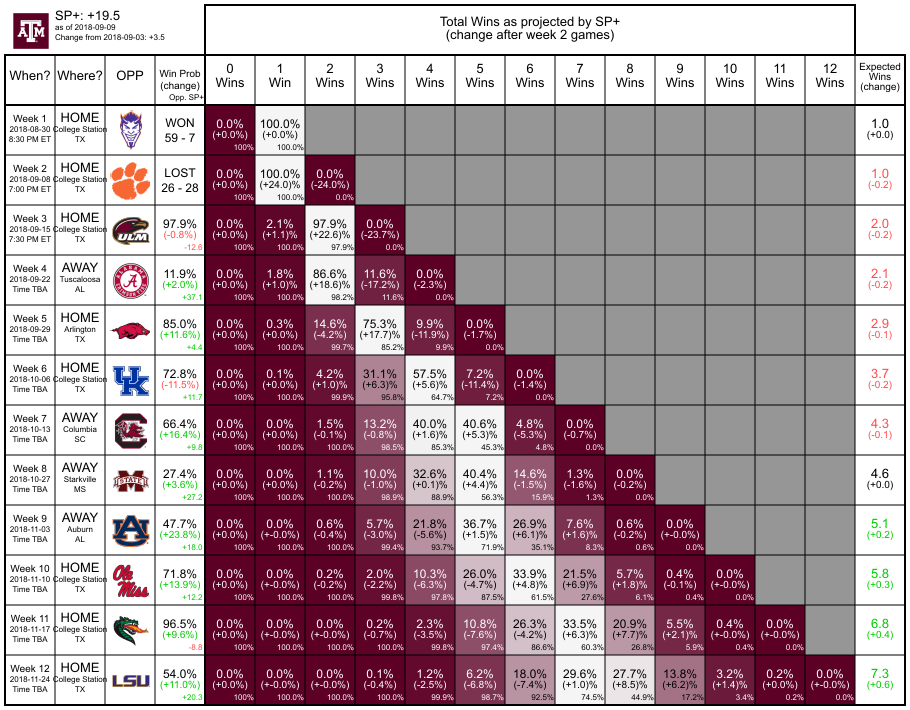 SP+: +19.5
as of 2018-09-09
Change from 2018-09-03: +3.5
Total Wins as projected by SP+
(change after week 2 games)
When? Where? OPP Win Prob (change) Opp. SP+ 0 Wins 1 Win 2 Wins 3 Wins 4 Wins 5 Wins 6 Wins 7 Wins 8 Wins 9 Wins 10 Wins 11 Wins 12 Wins Expected Wins (change)
Week 1 HOME WON 0.0% 100.0% 1.0
2018-08-30 College Station 59 - 7 (+0.0%) (+0.0%) (+0.0)
8:30 PM ET TX 100% 100.0%
Week 2 HOME LOST 0.0% 100.0% 0.0% 1.0
2018-09-08 College Station 26 - 28 (+0.0%) (+24.0)% (-24.0%) (-0.2)
7:00 PM ET TX 100% 100.0% 0.0%
Week 3 HOME 97.9% 0.0% 2.1% 97.9% 0.0% 2.0
2018-09-15 College Station ULM (-0.8%) (+0.0%) (+1.1)% (+22.6)% (-23.7%) (-0.2)
7:30 PM ET TX -12.6 100% 100.0% 97.9% 0.0%
Week 4 AWAY 11.9% 0.0% 1.8% 86.6% 11.6% 0.0% 2.1
2018-09-22 Tuscaloosa (+2.0%) (+0.0%) (+1.0)% (+18.6)% (-17.2%) (-2.3%) (-0.2)
Time TBA AL +37.1 100% 100.0% 98.2% 11.6% 0.0%
Week 5 HOME 85.0% 0.0% 0.3% 14.6% 75.3% 9.9% 0.0% 2.9
2018-09-29 Arlington (+11.6%) (+0.0%) (+0.0%) (-4.2%) (+17.7)% (-11.9%) (-1.7%) (-0.1)
Time TBA TX +4.4 100% 100.0% 99.7% 85.2% 9.9% 0.0%
Week 6 HOME 72.8% 0.0% 0.1% 4.2% 31.1% 57.5% 7.2% 0.0% 3.7
2018-10-06 College Station UK (-11.5%) (+0.0%) (+0.0%) (+1.0%) (+6.3%) (+5.6%) (-11.4%) (-1.4%) (-0.2)
Time TBA TX +11.7 100% 100.0% 99.9% 95.8% 64.7% 7.2% 0.0%
Week 7 AWAY 66.4% 0.0% 0.0% 1.5% 13.2% 40.0% 40.6% 4.8% 0.0% 4.3
2018-10-13 Columbia (+16.4%) (+0.0%) (+0.0%) (-0.1%) (-0.8%) (+1.6%) (+5.3%) (-5.3%) (-0.7%) (-0.1)
Time TBA SC +9.8 100% 100.0% 100.0% 98.5% 85.3% 45.3% 4.8% 0.0%
Week 8 AWAY 27.4% 0.0% 0.0% 1.1% 10.0% 32.6% 40.4% 14.6% 1.3% 0.0% 4.6
2018-10-27 Starkville STATE (+3.6%) (+0.0%) (+0.0%) (-0.2%) (-1.0%) (+0.1%) (+4.4%) (-1.5%) (-1.6%) (-0.2%) (+0.0)
Time TBA MS +27.2 100% 100.0% 100.0% 98.9% 88.9% 56.3% 15.9% 1.3% 0.0%
Week 9 AWAY 47.7% 0.0% 0.0% 0.6% 5.7% 21.8% 36.7% 26.9% 7.6% 0.6% 0.0% 5.1
2018-11-03 Auburn AU (+23.8%) (+0.0%) (+-0.0%) (-0.4%) (-3.0%) (-5.6%) (+1.5%) (+6.1%) (+1.6%) (-0.2%) (+-0.0%) (+0.2)
Time TBA AL +18.0 100% 100.0% 100.0% 99.4% 93.7% 71.9% 35.1% 8.3% 0.6% 0.0%
Week 10 HOME Ole 71.8% 0.0% 0.0% 0.2% 2.0% 10.3% 26.0% 33.9% 21.5% 5.7% 0.4% 0.0% 5.8
2018-11-10 College Station Miss (+13.9%) (+0.0%) (+-0.0%) (-0.2%) (-2.2%) (-6.3%) (-4.7%) (+4.8%) (+6.9%) (+1.8%) (-0.1%) (+-0.0%) (+0.3)
Time TBA TX +12.2 100% 100.0% 100.0% 99.8% 97.8% 87.5% 61.5% 27.6% 6.1% 0.4% 0.0%
Week 11 HOME 96.5% 0.0% 0.0% 0.0% 0.2% 2.3% 10.8% 26.3% 33.5% 20.9% 5.5% 0.4% 0.0% 6.8
2018-11-17 College Station (+9.6%) (+0.0%) (+-0.0%) (+-0.0%) (-0.7%) (-3.5%) (-7.6%) (-4.2%) (+6.3%) (+7.7%) (+2.1%) (+-0.0%) (+-0.0%) (+0.4)
Time TBA TX -8.8 100% 100.0% 100.0% 100.0% 99.8% 97.4% 86.6% 60.3% 26.8% 5.9% 0.4% 0.0%
Week 12 HOME 54.0% 0.0% 0.0% 0.0% 0.1% 1.2% 6.2% 18.0% 29.6% 27.7% 13.8% 3.2% 0.2% 0.0% 7.3
2018-11-24 College Station LSU (+11.0%) (+0.0%) (+-0.0%) (+-0.0%) (-0.4%) (-2.5%) (-6.8%) (-7.4%) (+1.0%) (+8.5%) (+6.2%) (+1.4%) (+-0.0%) (+-0.0%) (+0.6)
Time TBA TX +20.3 100% 100.0% 100.0% 100.0% 99.9% 98.7% 92.5% 74.5% 44.9% 17.2% 3.4% 0.2% 0.0%